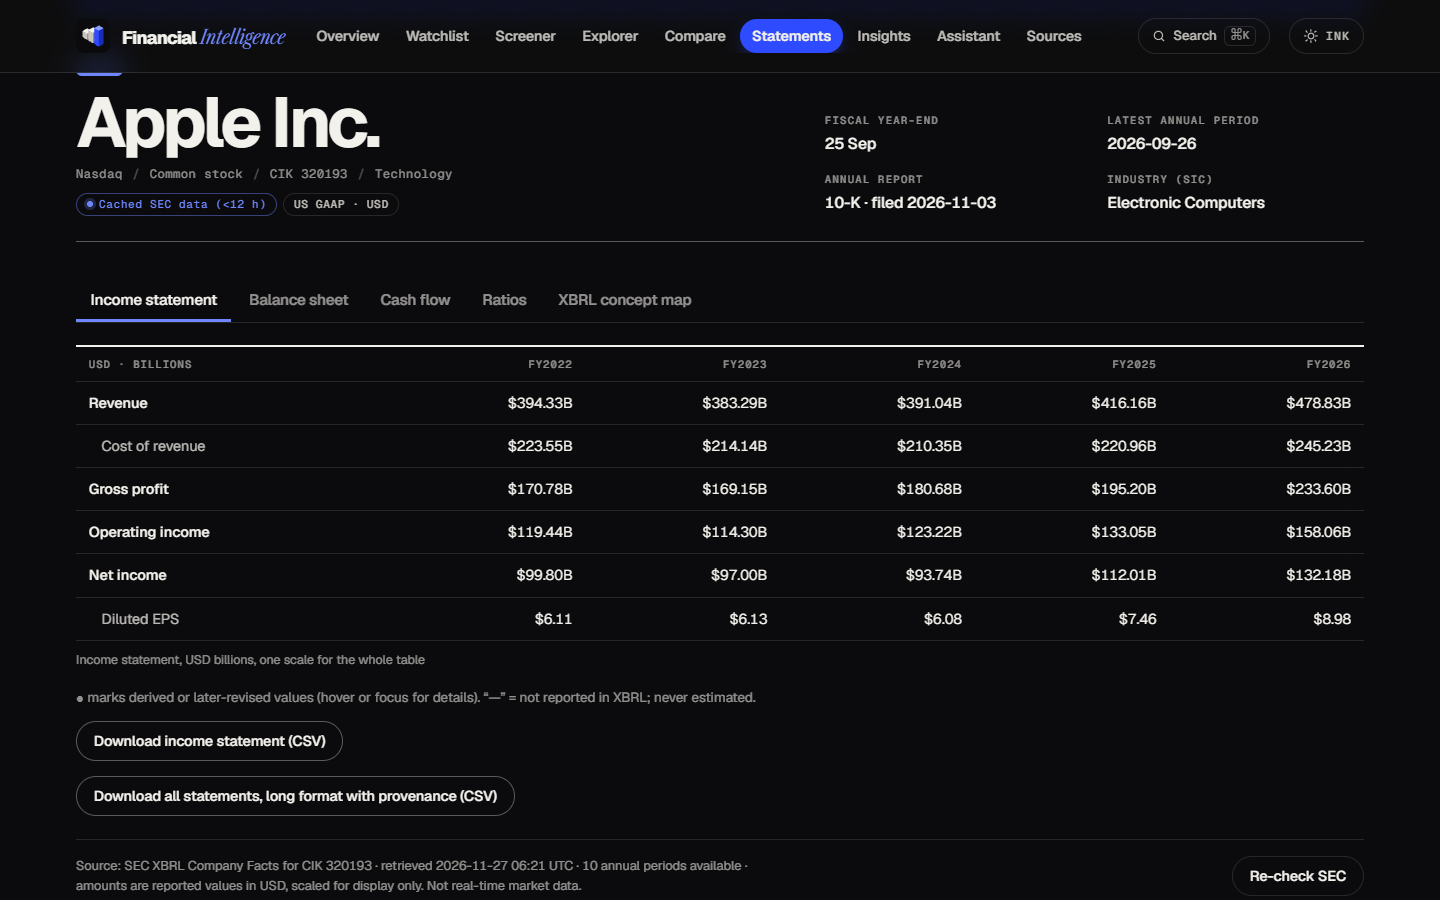 Financial Intelligence
Overview
Watchlist
Screener
Explorer
Compare
Statements
Insights
Assistant
Sources
Search ⌘K
INK
Apple Inc.
Nasdaq / Common stock / CIK 320193 / Technology
Cached SEC data (<12 h)
US GAAP · USD
FISCAL YEAR-END
25 Sep
LATEST ANNUAL PERIOD
2026-09-26
ANNUAL REPORT
10-K · filed 2026-11-03
INDUSTRY (SIC)
Electronic Computers
Income statement
Balance sheet
Cash flow
Ratios
XBRL concept map
USD · BILLIONS FY2022 FY2023 FY2024 FY2025 FY2026
Revenue $394.33B $383.29B $391.04B $416.16B $478.83B
Cost of revenue $223.55B $214.14B $210.35B $220.96B $245.23B
Gross profit $170.78B $169.15B $180.68B $195.20B $233.60B
Operating income $119.44B $114.30B $123.22B $133.05B $158.06B
Net income $99.80B $97.00B $93.74B $112.01B $132.18B
Diluted EPS $6.11 $6.13 $6.08 $7.46 $8.98
Income statement, USD billions, one scale for the whole table
● marks derived or later-revised values (hover or focus for details). “—” = not reported in XBRL; never estimated.
Download income statement (CSV)
Download all statements, long format with provenance (CSV)
Source: SEC XBRL Company Facts for CIK 320193 · retrieved 2026-11-27 06:21 UTC · 10 annual periods available ·
amounts are reported values in USD, scaled for display only. Not real-time market data.
Re-check SEC